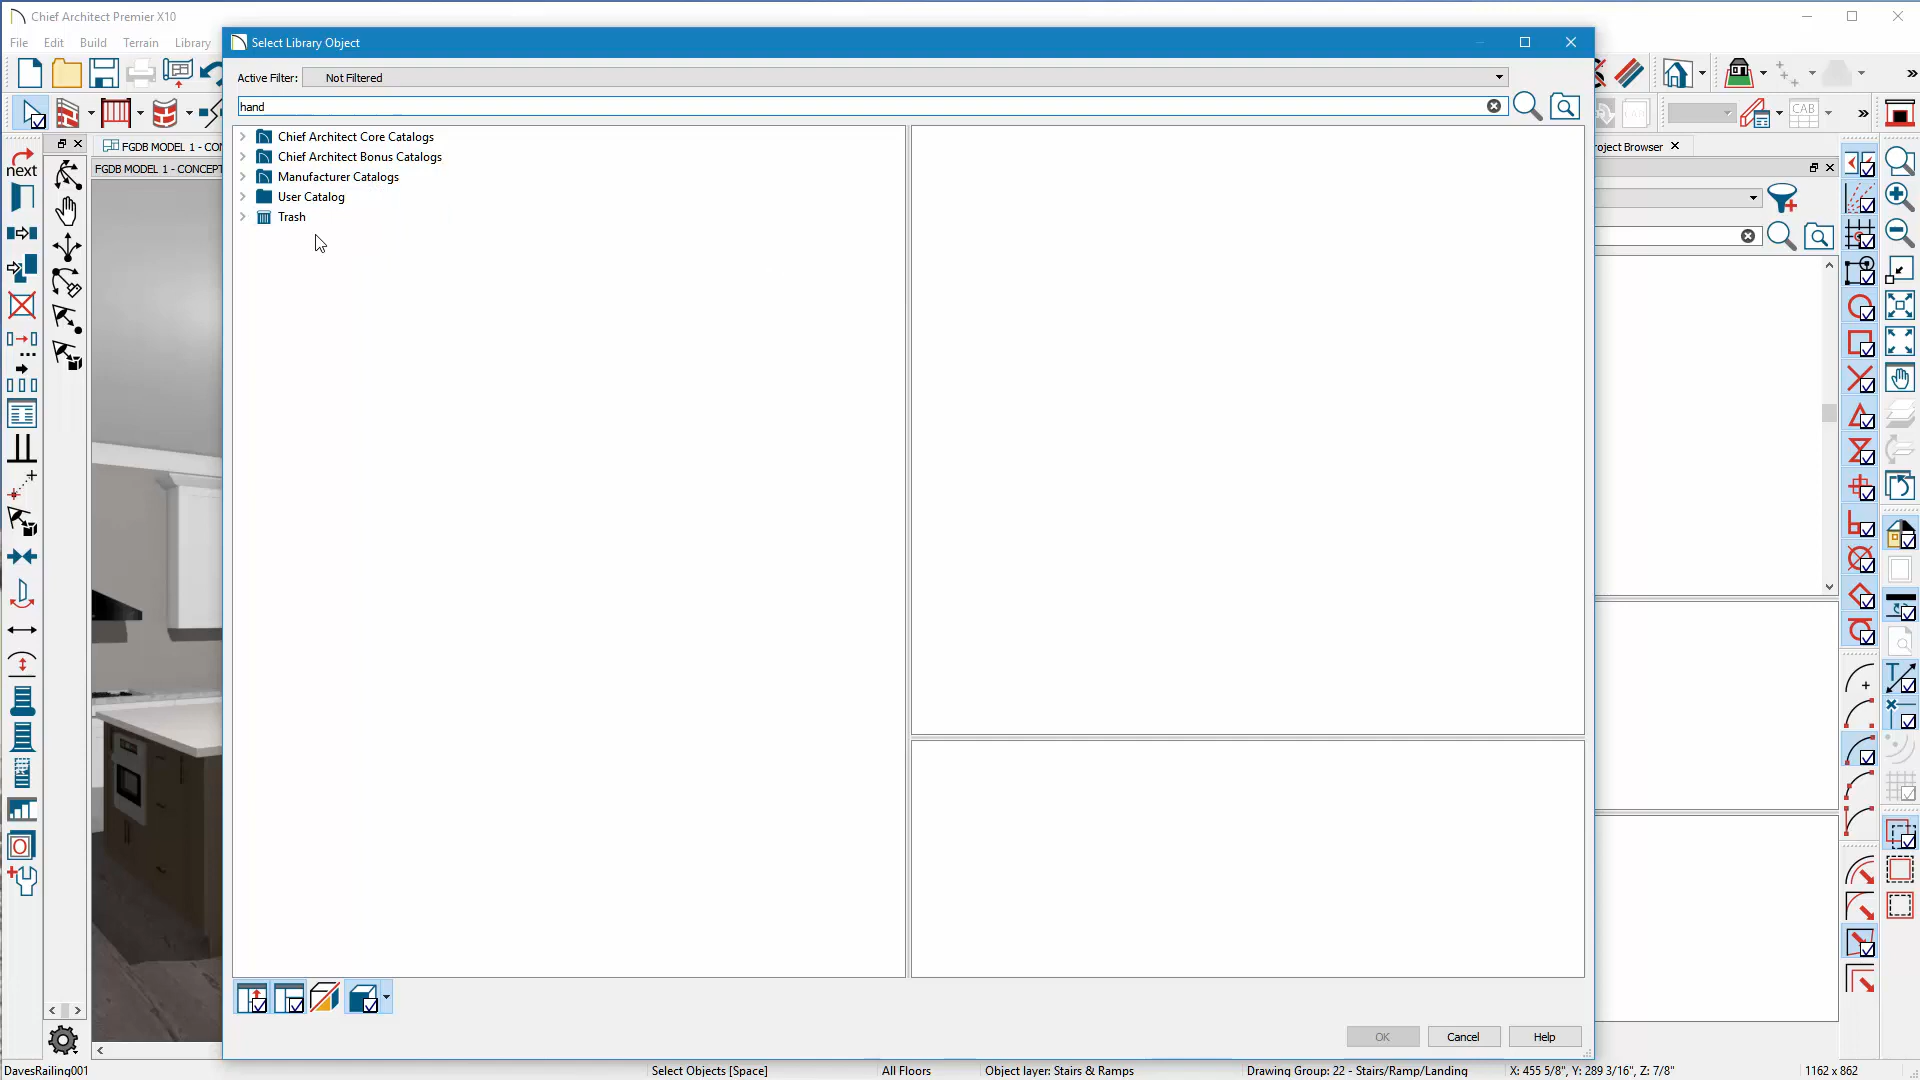 Chief Architect Premier X10
File Edit Build Terrain Library
Select Library Object
Active Filter: Not Filtered
hand
Chief Architect Core Catalogs
Chief Architect Bonus Catalogs
Manufacturer Catalogs
User Catalog
Trash
next
FGDB MODEL 1 - CON
FGDB MODEL 1 - CONCEPT
roject Browser
CAB
CAB
OK Cancel Help
DavesRailing001 Select Objects [Space] All Floors Object layer: Stairs & Ramps Drawing Group: 22 - Stairs/Ramp/Landing X: 455 5/8", Y: 289 3/16", Z: 7/8" 1162 x 862